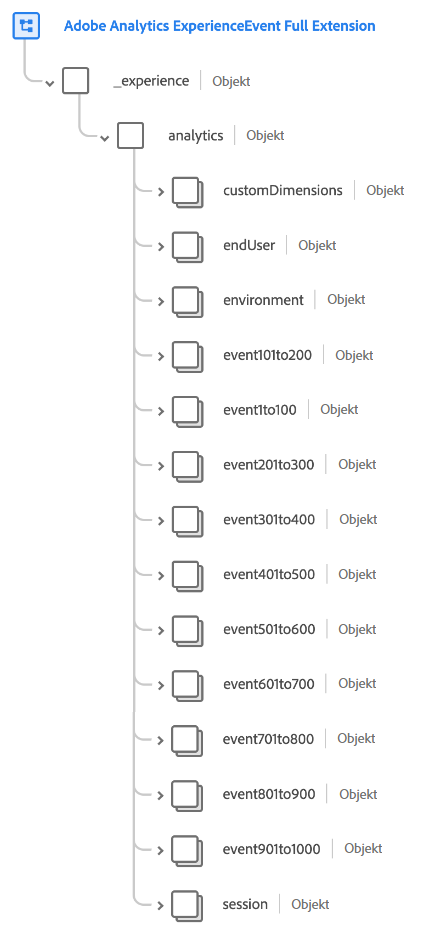 Adobe Analytics ExperienceEvent Full Extension
_experience Objekt
analytics Objekt
customDimensions Objekt
endUser Objekt
environment Objekt
event101to200 Objekt
event1to100 Objekt
event201to300 Objekt
event301to400 Objekt
event401to500 Objekt
event501to600 Objekt
event601to700 Objekt
event701to800 Objekt
event801to900 Objekt
event901to1000 Objekt
session Objekt